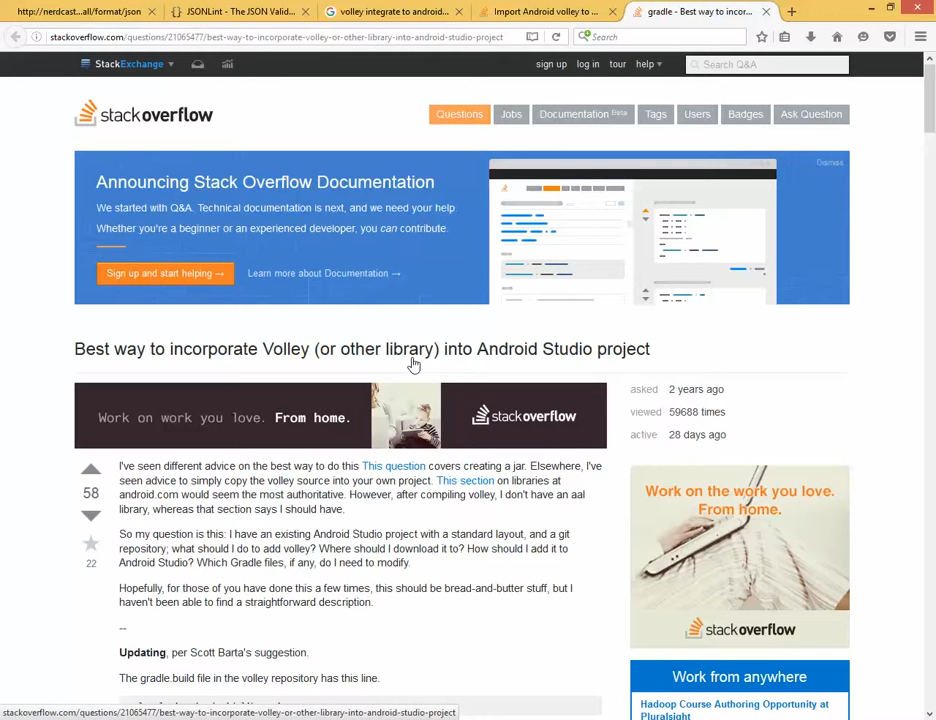 http://nerdcast....all/format/json
JSONLint - The JSON Valid...
volley integrate to android...
Import Android volley to ...
gradle - Best way to incor...
stackoverflow.com/questions/21065477/best-way-to-incorporate-volley-or-other-library-into-android-studio-project
Search
StackExchange
sign up log in tour help
Search Q&A
stackoverflow
Questions
Jobs
Documentation Beta
Tags
Users
Badges
Ask Question
Announcing Stack Overflow Documentation
Dismiss
We started with Q&A. Technical documentation is next, and we need your help.
Whether you're a beginner or an experienced developer, you can contribute.
Sign up and start helping →
Learn more about Documentation →
Best way to incorporate Volley (or other library) into Android Studio project
Work on work you love. From home.
stackoverflow
asked 2 years ago
viewed 59688 times
active 28 days ago
58
22
I've seen different advice on the best way to do this This question covers creating a jar. Elsewhere, I've
seen advice to simply copy the volley source into your own project. This section on libraries at
android.com would seem the most authoritative. However, after compiling volley, I don't have an aal
library, whereas that section says I should have.
So my question is this: I have an existing Android Studio project with a standard layout, and a git
repository; what should I do to add volley? Where should I download it to? How should I add it to
Android Studio? Which Gradle files, if any, do I need to modify.
Hopefully, for those of you have done this a few times, this should be bread-and-butter stuff, but I
haven't been able to find a straightforward description.
--
Updating, per Scott Barta's suggestion.
The gradle.build file in the volley repository has this line.
Work on the work you love.
From home.
stackoverflow
Work from anywhere
Hadoop Course Authoring Opportunity at
Pluralsight
stackoverflow.com/questions/21065477/best-way-to-incorporate-volley-or-other-library-into-android-studio-project